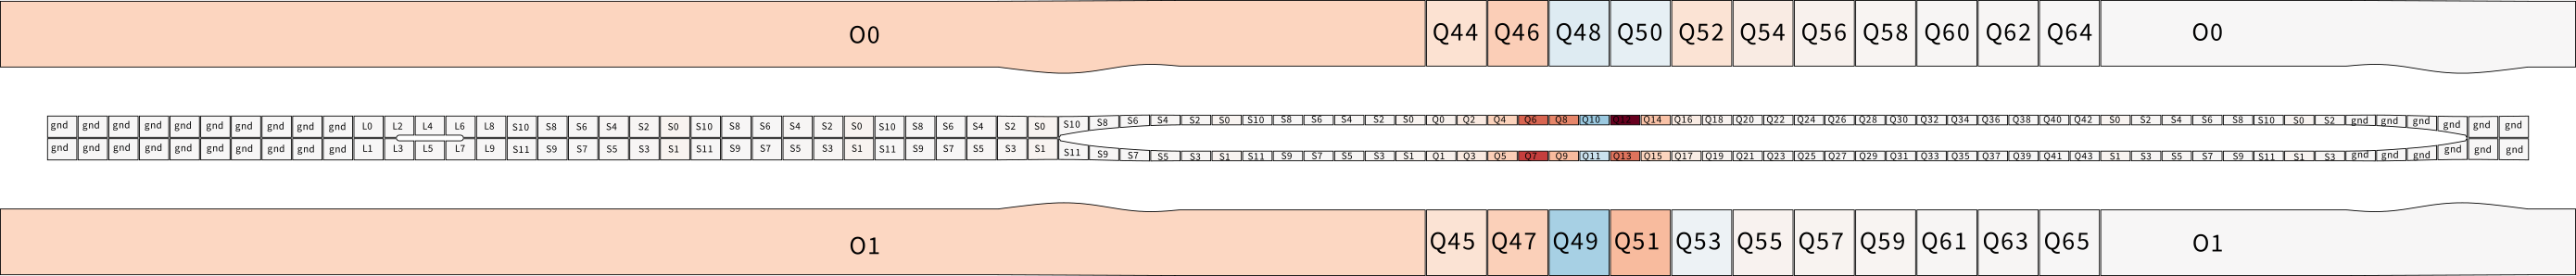 O0 Q44 Q46 Q48 Q50 Q52 Q54 Q56 Q58 Q60 Q62 Q64 O0
gnd gnd gnd gnd gnd gnd gnd gnd gnd gnd L0 L2 L4 L6 L8 S10 S8 S6 S4 S2 S0 S10 S8 S6 S4 S2 S0 S10 S8 S6 S4 S2 S0 S10 S8 S6 S4 S2 S0 S10 S8 S6 S4 S2 S0 Q0 Q2 Q4 Q6 Q8 Q10 Q12 Q14 Q16 Q18 Q20 Q22 Q24 Q26 Q28 Q30 Q32 Q34 Q36 Q38 Q40 Q42 S0 S2 S4 S6 S8 S10 S0 S2 gnd gnd gnd gnd gnd gnd
gnd gnd gnd gnd gnd gnd gnd gnd gnd gnd L1 L3 L5 L7 L9 S11 S9 S7 S5 S3 S1 S11 S9 S7 S5 S3 S1 S11 S9 S7 S5 S3 S1 S11 S9 S7 S5 S3 S1 S11 S9 S7 S5 S3 S1 Q1 Q3 Q5 Q7 Q9 Q11 Q13 Q15 Q17 Q19 Q21 Q23 Q25 Q27 Q29 Q31 Q33 Q35 Q37 Q39 Q41 Q43 S1 S3 S5 S7 S9 S11 S1 S3 gnd gnd gnd gnd gnd gnd
O1 Q45 Q47 Q49 Q51 Q53 Q55 Q57 Q59 Q61 Q63 Q65 O1